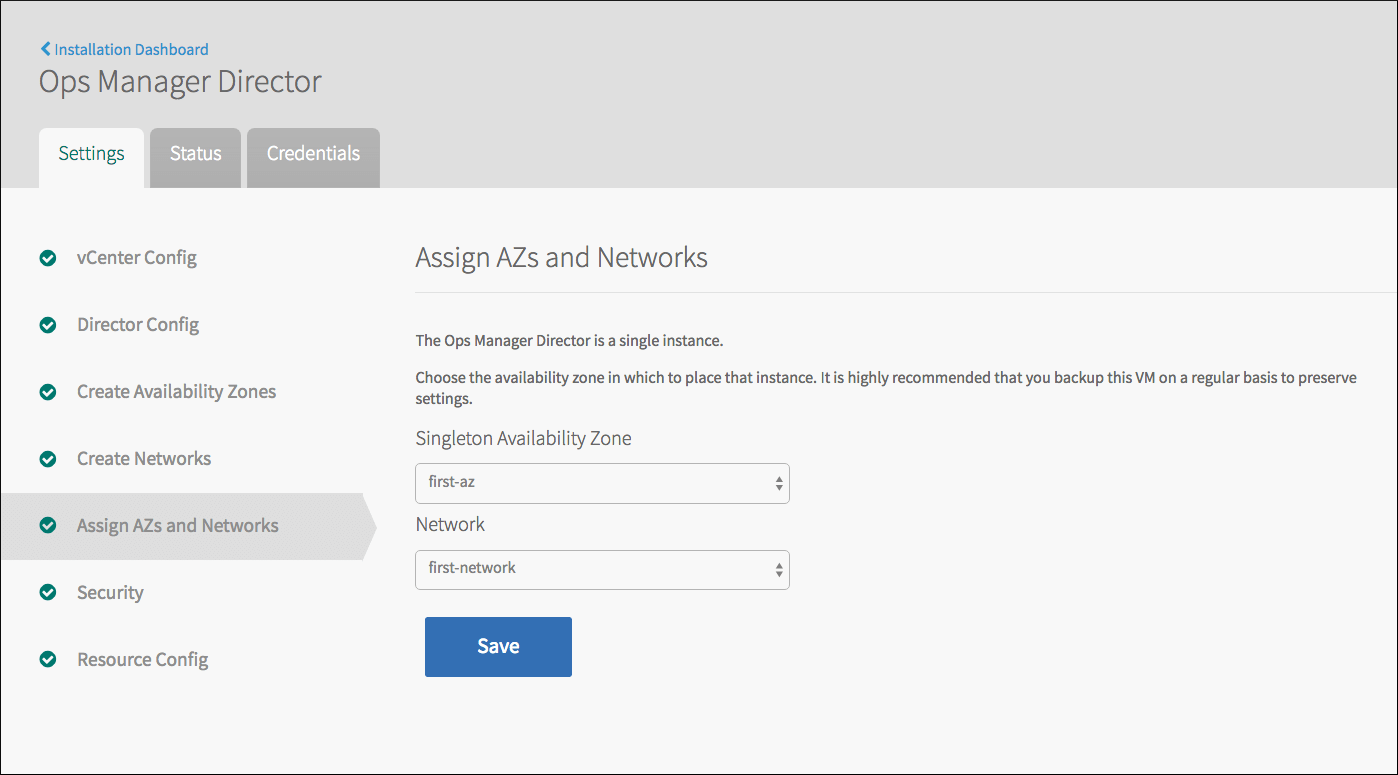 Installation Dashboard
Ops Manager Director
Settings
Status
Credentials
vCenter Config
Director Config
Create Availability Zones
Create Networks
Assign AZs and Networks
Security
Resource Config
Assign AZs and Networks
The Ops Manager Director is a single instance.
Choose the availability zone in which to place that instance. It is highly recommended that you backup this VM on a regular basis to preserve
settings.
Singleton Availability Zone
first-az
Network
first-network
Save